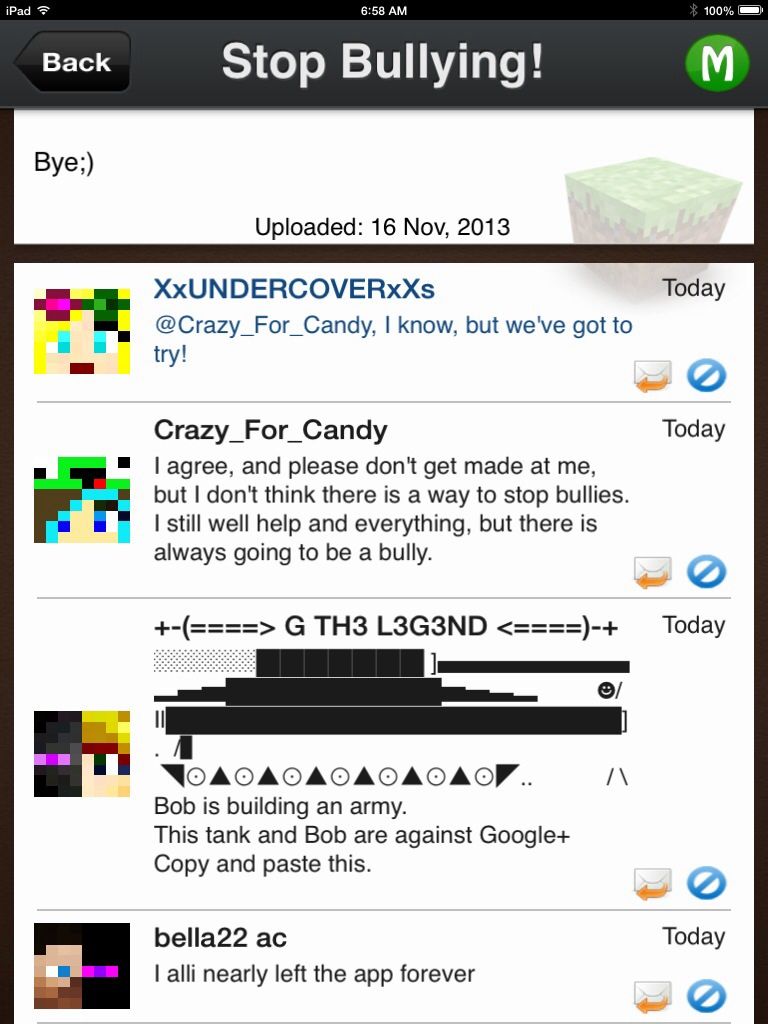 iPad 6:58 AM 100%
Back Stop Bullying! M
Bye;)
Uploaded: 16 Nov, 2013
XxUNDERCOVERxXs Today
@Crazy_For_Candy, I know, but we've got to
try!
Crazy_For_Candy Today
I agree, and please don't get made at me,
but I don't think there is a way to stop bullies.
I still well help and everything, but there is
always going to be a bully.
+-(====> G TH3 L3G3ND <====)-+ Today
░░░░░░███████ ]▄▄▄▄▄▄▄▄
▂▄▅█████████▅▄▃▂ ☻/
Il███████████████████]
. /█
◥⊙▲⊙▲⊙▲⊙▲⊙▲⊙▲⊙◤.. / \
Bob is building an army.
This tank and Bob are against Google+
Copy and paste this.
bella22 ac Today
I alli nearly left the app forever